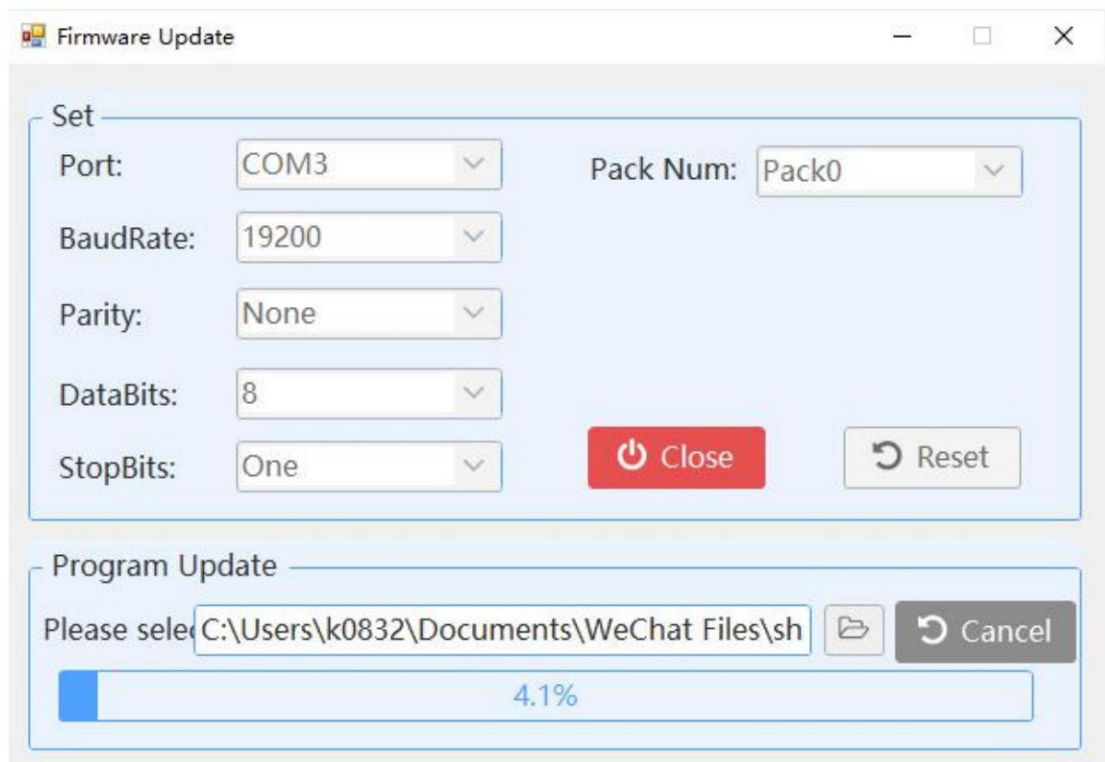 Firmware Update
Set
Port: COM3 Pack Num: Pack0
BaudRate: 19200
Parity: None
DataBits: 8
StopBits: One Close Reset
Program Update
Please selec C:\Users\k0832\Documents\WeChat Files\sh Cancel
4.1%